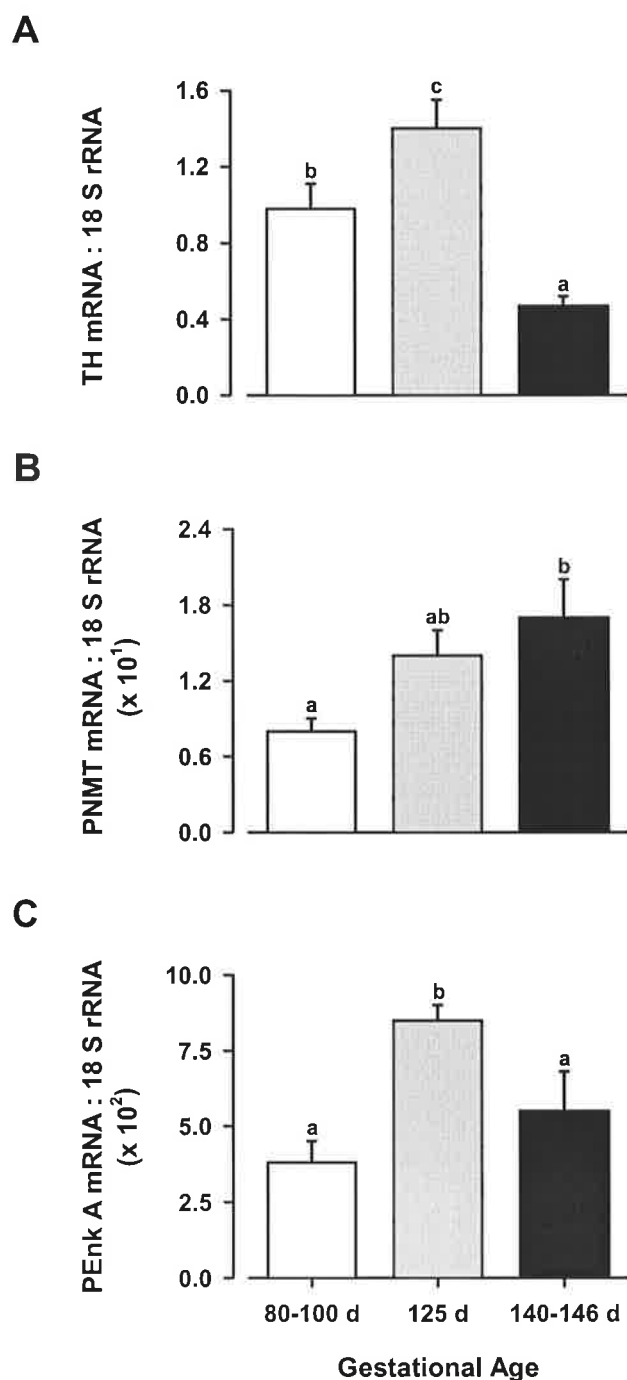 A
TH mRNA : 18 S rRNA
1.6
1.2
0.8
0.4
0.0
b
c
a
B
PNMT mRNA : 18 S rRNA
(x 10¹)
2.4
1.8
1.2
0.6
0.0
a
ab
b
C
PEnk A mRNA : 18 S rRNA
(x 10²)
10.0
7.5
5.0
2.5
0.0
a
b
a
80-100 d 125 d 140-146 d
Gestational Age